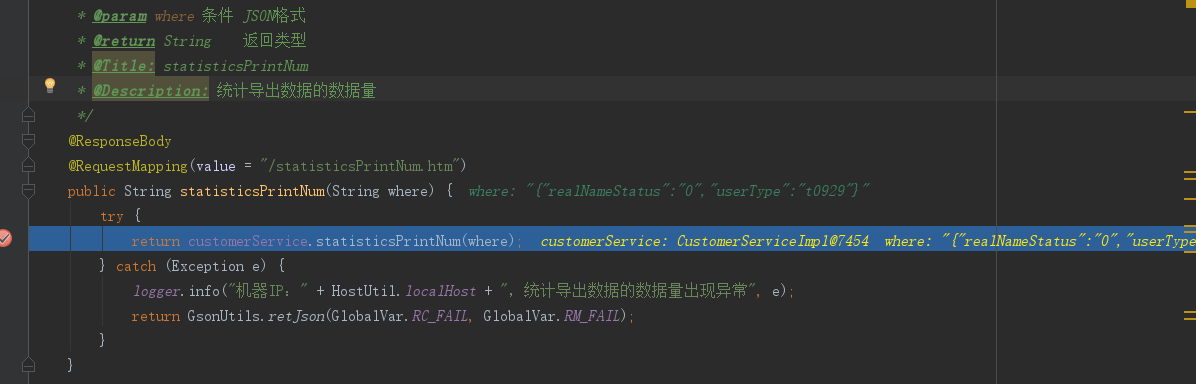 * @param where 条件 JSON格式
* @return String    返回类型
* @Title: statisticsPrintNum
* @Description: 统计导出数据的数据量
*/
@ResponseBody
@RequestMapping(value = "/statisticsPrintNum.htm")
public String statisticsPrintNum(String where) {  where: "{"realNameStatus":"0","userType":"t0929"}"
try {
return customerService.statisticsPrintNum(where);  customerService: CustomerServiceImpl@7454  where: "{"realNameStatus":"0","userType
} catch (Exception e) {
logger.info("机器IP：" + HostUtil.localHost + "，统计导出数据的数据量出现异常", e);
return GsonUtils.retJson(GlobalVar.RC_FAIL, GlobalVar.RM_FAIL);
}
}